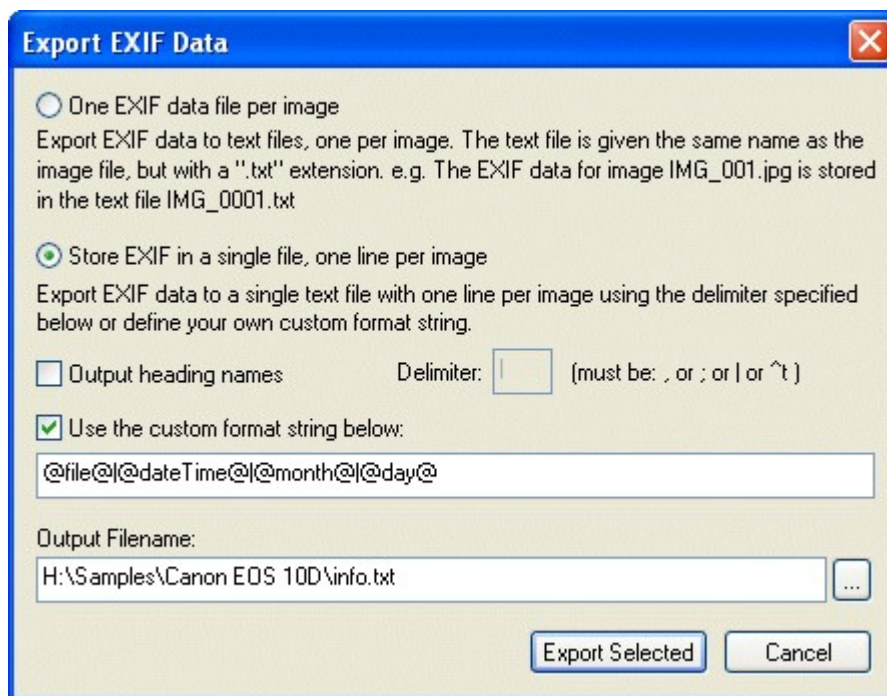 Export EXIF Data
One EXIF data file per image
Export EXIF data to text files, one per image. The text file is given the same name as the
image file, but with a ".txt" extension. e.g. The EXIF data for image IMG_001.jpg is stored
in the text file IMG_0001.txt
Store EXIF in a single file, one line per image
Export EXIF data to a single text file with one line per image using the delimiter specified
below or define your own custom format string.
Output heading names Delimiter: | (must be: , or ; or | or ^t )
Use the custom format string below:
@file@|@dateTime@|@month@|@day@
Output Filename:
H:\Samples\Canon EOS 10D\info.txt
...
Export Selected Cancel